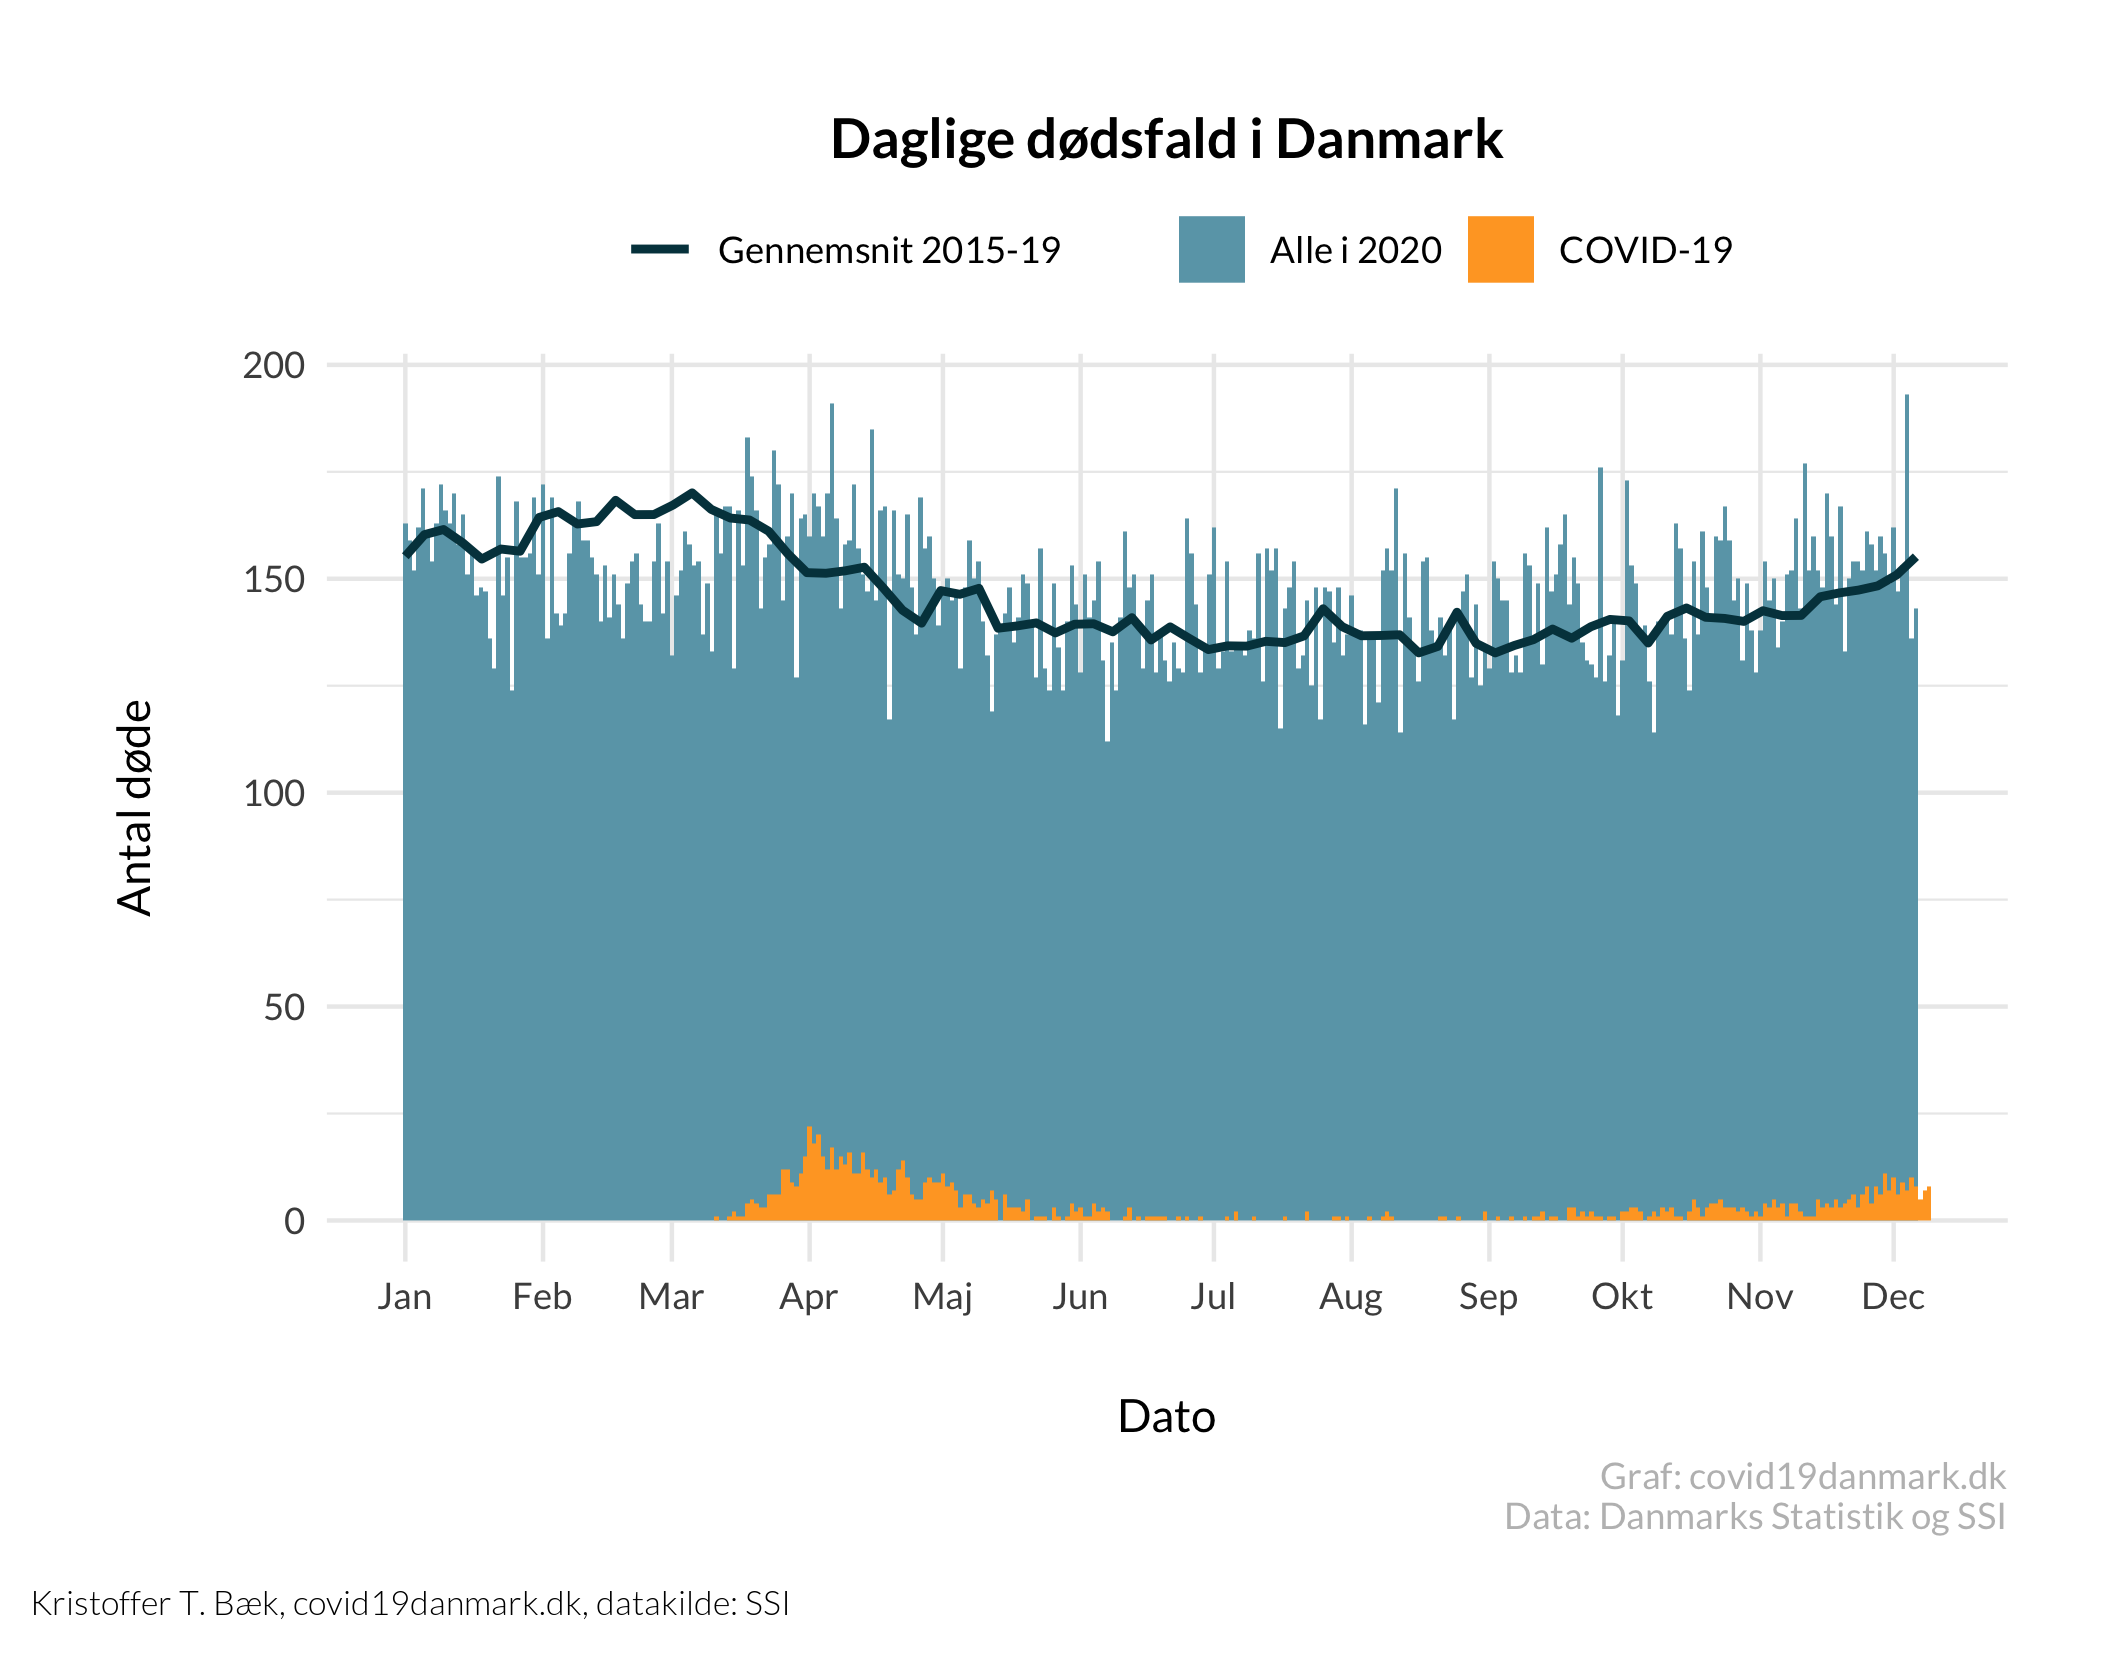 Daglige dødsfald i Danmark
Gennemsnit 2015-19 Alle i 2020 COVID-19
200
150
100
50
0
Antal døde
Jan Feb Mar Apr Maj Jun Jul Aug Sep Okt Nov Dec
Dato
Graf: covid19danmark.dk
Data: Danmarks Statistik og SSI
Kristoffer T. Bæk, covid19danmark.dk, datakilde: SSI